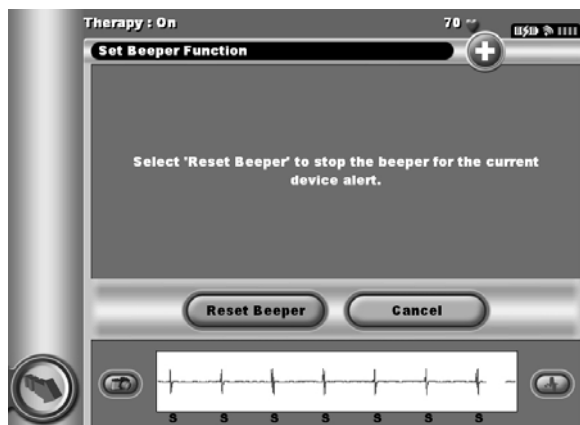 Therapy : On
70
Set Beeper Function
Select 'Reset Beeper' to stop the beeper for the current
device alert.
Reset Beeper
Cancel
S S S S S S S